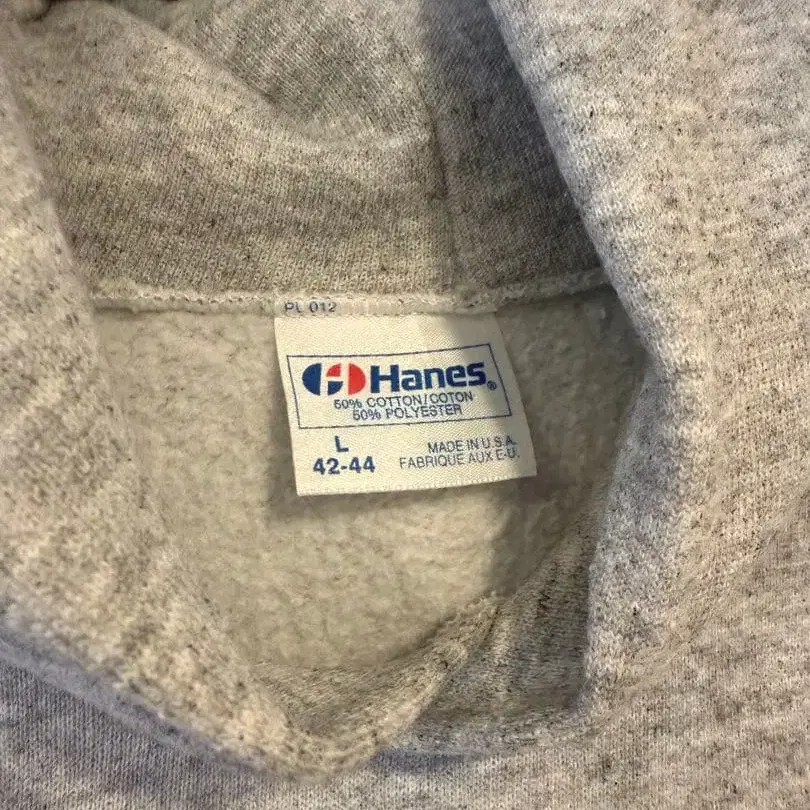 PL 012
Hanes®
50% COTTON/COTON
50% POLYESTER
L
42-44
MADE IN U.S.A.
FABRIQUE AUX E-U.